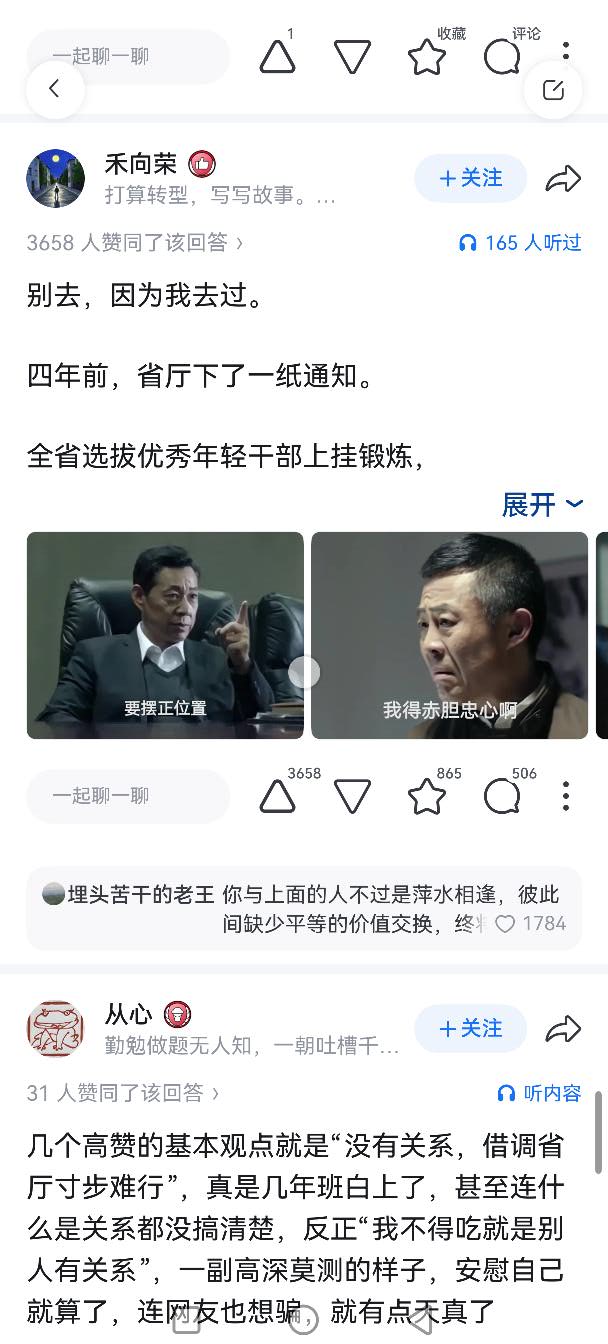 一起聊一聊
1
收藏
评论
禾向荣
打算转型，写写故事。...
+关注
3658 人赞同了该回答 ›
165 人听过
别去，因为我去过。
四年前，省厅下了一纸通知。
全省选拔优秀年轻干部上挂锻炼，
展开
要摆正位置
我得赤胆忠心啊
一起聊一聊
3658
865
506
埋头苦干的老王 你与上面的人不过是萍水相逢，彼此
间缺少平等的价值交换，终
1784
从心
勤勉做题无人知，一朝吐槽千...
+关注
31 人赞同了该回答 ›
听内容
几个高赞的基本观点就是“没有关系，借调省
厅寸步难行”，真是几年班白上了，甚至连什
么是关系都没搞清楚，反正“我不得吃就是别
人有关系”，一副高深莫测的样子，安慰自己
就算了，连网友也想骗，就有点天真了